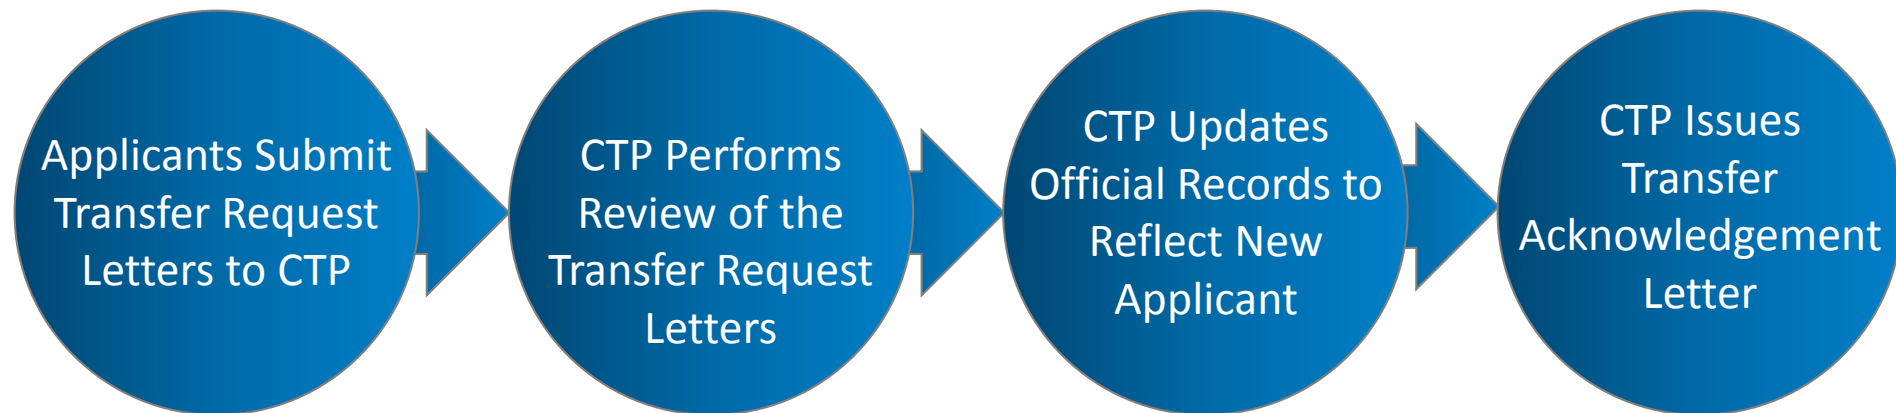 Applicants Submit
Transfer Request
Letters to CTP
CTP Performs
Review of the
Transfer Request
Letters
CTP Updates
Official Records to
Reflect New
Applicant
CTP Issues
Transfer
Acknowledgement
Letter